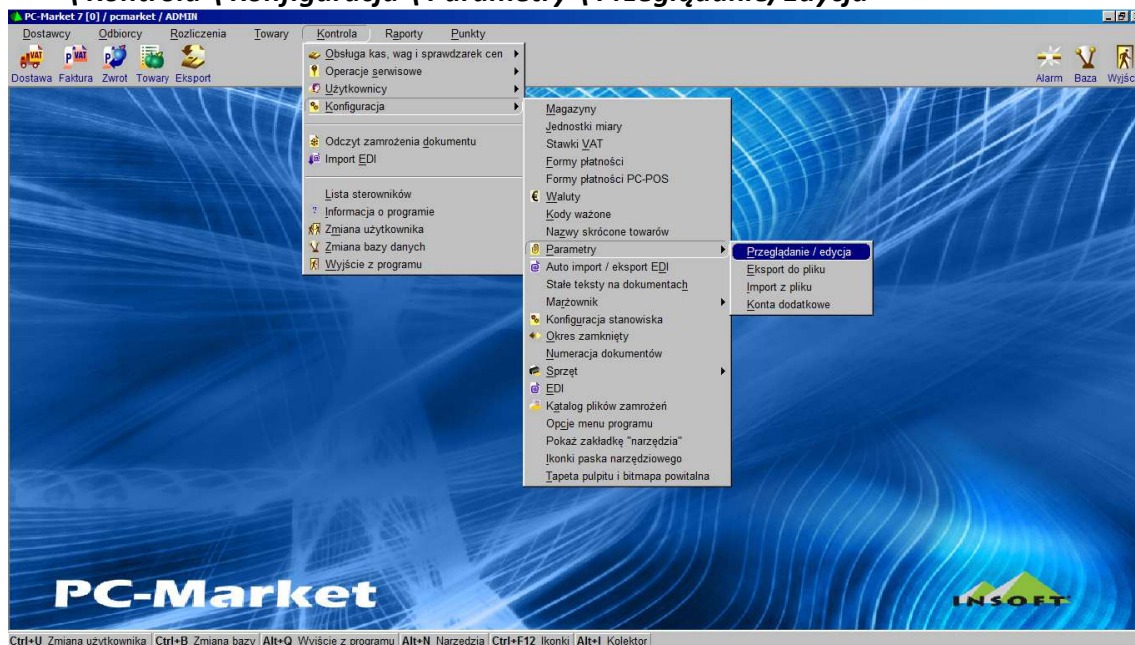 \ Kontrola \ Konfiguracja \ Parametry \ Przeglądanie/Edycja
PC-Market 7 [0] / pcmarket / ADMIN
Dostawcy Odbiorcy Rozliczenia Towary Kontrola Raporty Punkty
Dostawa Faktura Zwrot Towary Eksport
Alarm Baza Wyjśc
Obsługa kas, wag i sprawdzarek cen
Operacje serwisowe
Użytkownicy
Konfiguracja
Odczyt zamrożenia dokumentu
Import EDI
Lista sterowników
Informacja o programie
Zmiana użytkownika
Zmiana bazy danych
Wyjście z programu
Magazyny
Jednostki miary
Stawki VAT
Formy płatności
Formy płatności PC-POS
Waluty
Kody ważone
Nazwy skrócone towarów
Parametry
Auto import / eksport EDI
Stałe teksty na dokumentach
Marżownik
Konfiguracja stanowiska
Okres zamknięty
Numeracja dokumentów
Sprzęt
EDI
Katalog plików zamrożeń
Opcje menu programu
Pokaż zakładkę "narzędzia"
Ikonki paska narzędziowego
Tapeta pulpitu i bitmapa powitalna
Przeglądanie / edycja
Eksport do pliku
Import z pliku
Konta dodatkowe
PC-Market
INSOFT
Ctrl+U Zmiana użytkownika Ctrl+B Zmiana bazy Alt+Q Wyjście z programu Alt+N Narzędzia Ctrl+F12 Ikonki Alt+I Kolektor